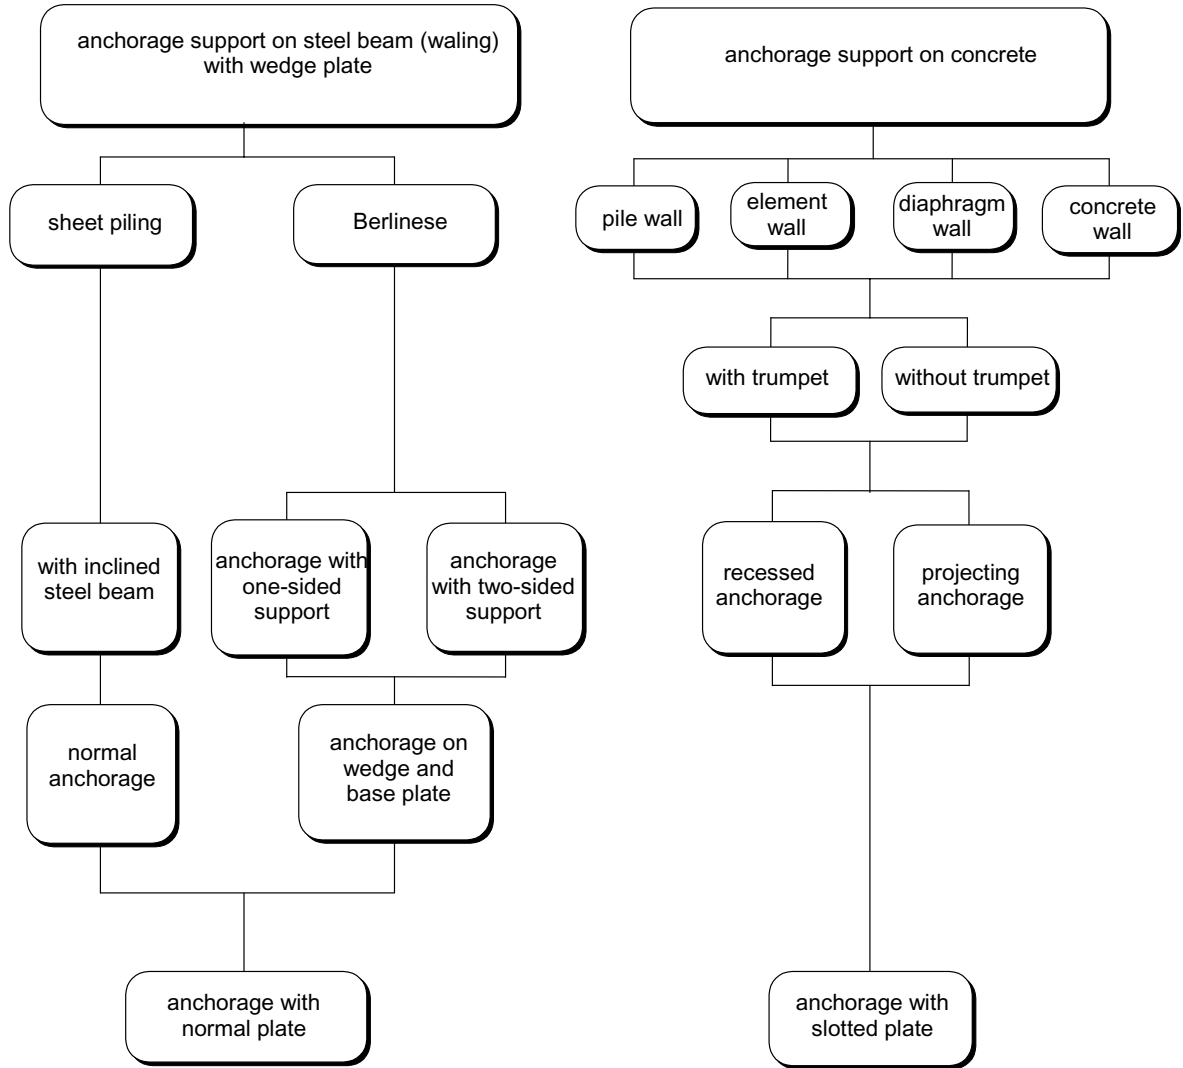 anchorage support on steel beam (waling)
with wedge plate
anchorage support on concrete
sheet piling
Berlinese
pile wall
element
wall
diaphragm
wall
concrete
wall
with trumpet
without trumpet
with inclined
steel beam
anchorage with
one-sided
support
anchorage
with two-sided
support
recessed
anchorage
projecting
anchorage
normal
anchorage
anchorage on
wedge and
base plate
anchorage with
normal plate
anchorage with
slotted plate